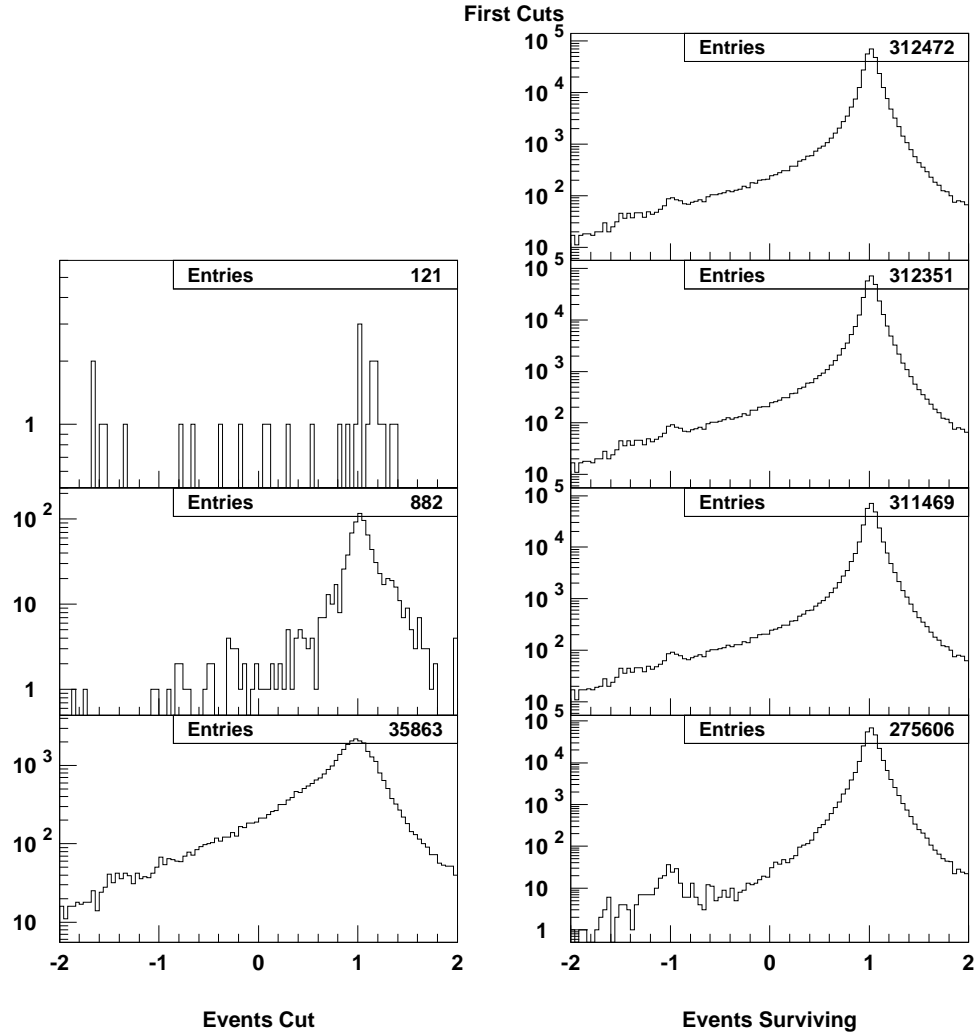 First Cuts
10 5
Entries 312472
10 4
10 3
10 2
10
Entries 121
1
10 5
Entries 312351
10 4
10 3
10 2
10
Entries 882
10 2
10
1
10 5
Entries 311469
10 4
10 3
10 2
10
Entries 35863
10 3
10 2
10
10 5
Entries 275606
10 4
10 3
10 2
10
1
-2 -1 0 1 2
-2 -1 0 1 2
Events Cut
Events Surviving